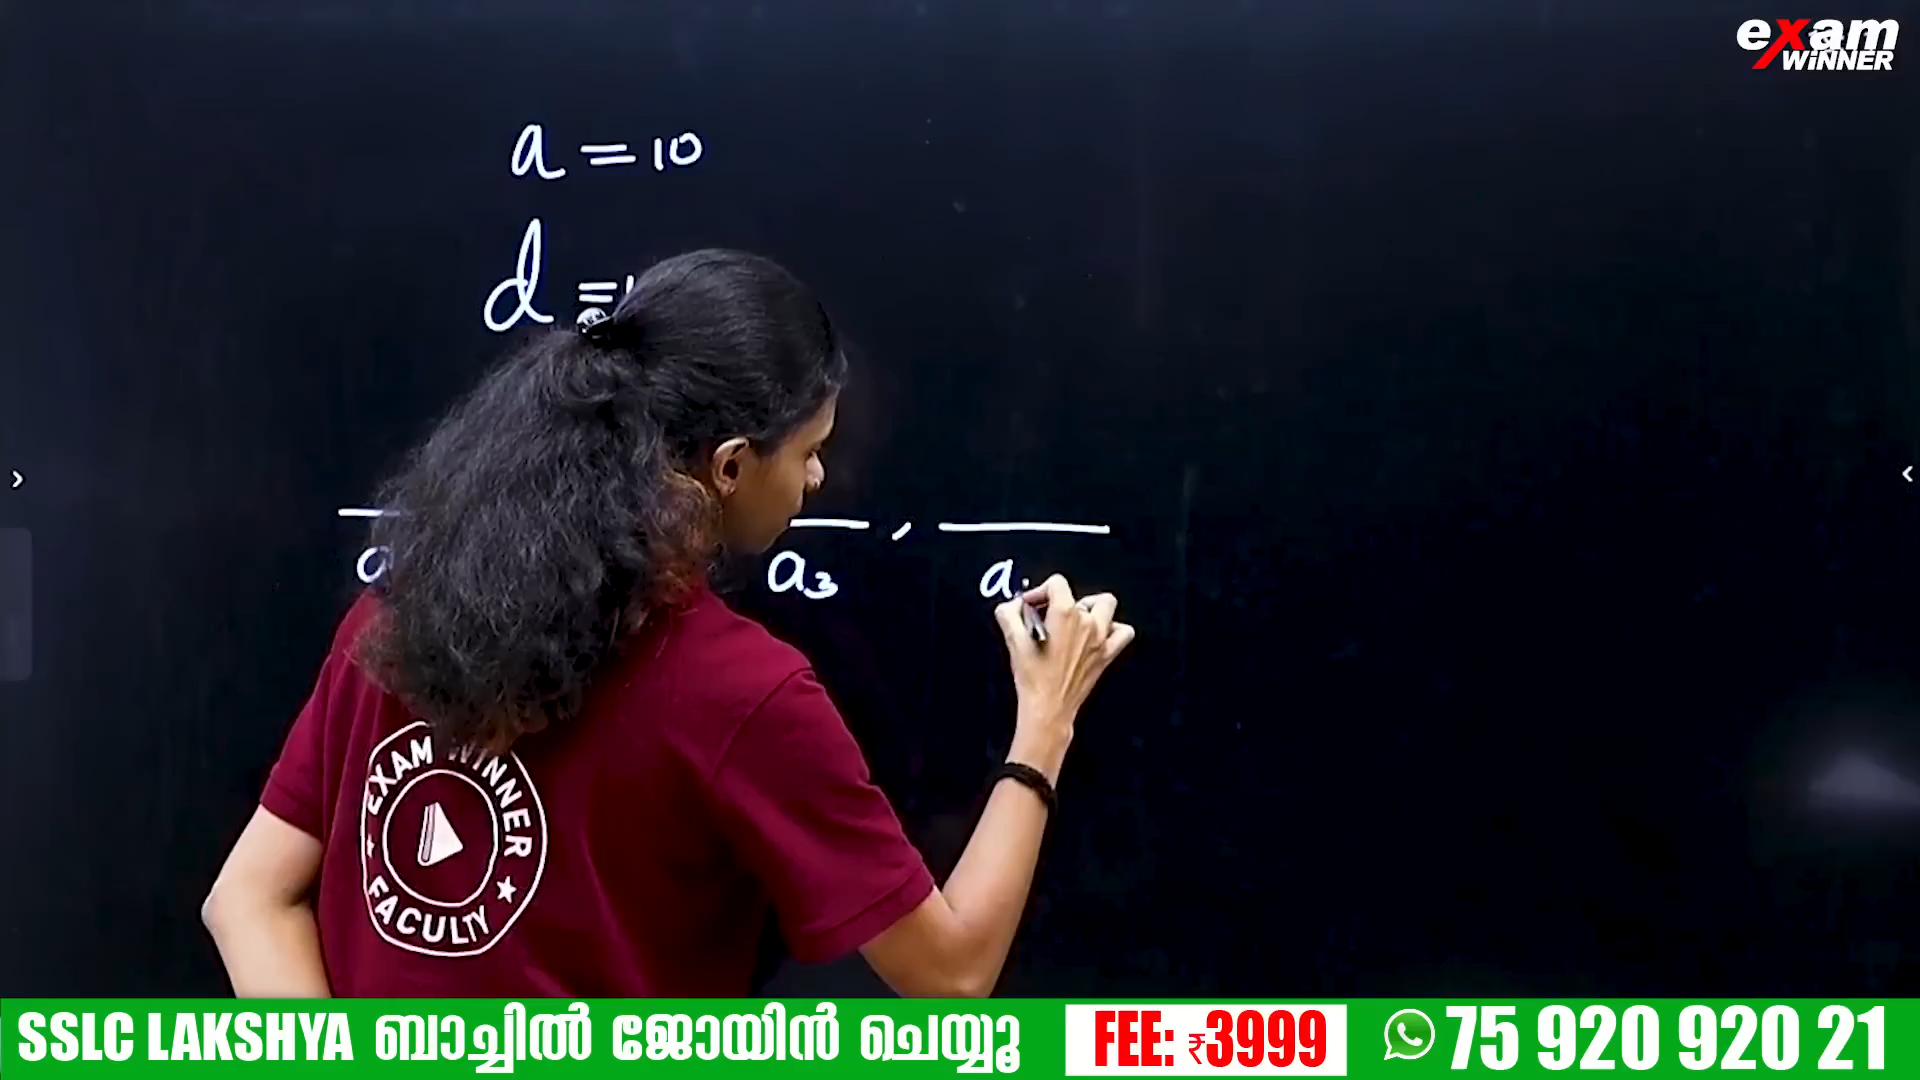 exam
WINNER
a = 10
d =
a₃
a
EXAM WINNER
FACULTY
SSLC LAKSHYA ബാച്ചിൽ ജോയിൻ ചെയ്യൂ FEE: ₹3999 75 920 920 21